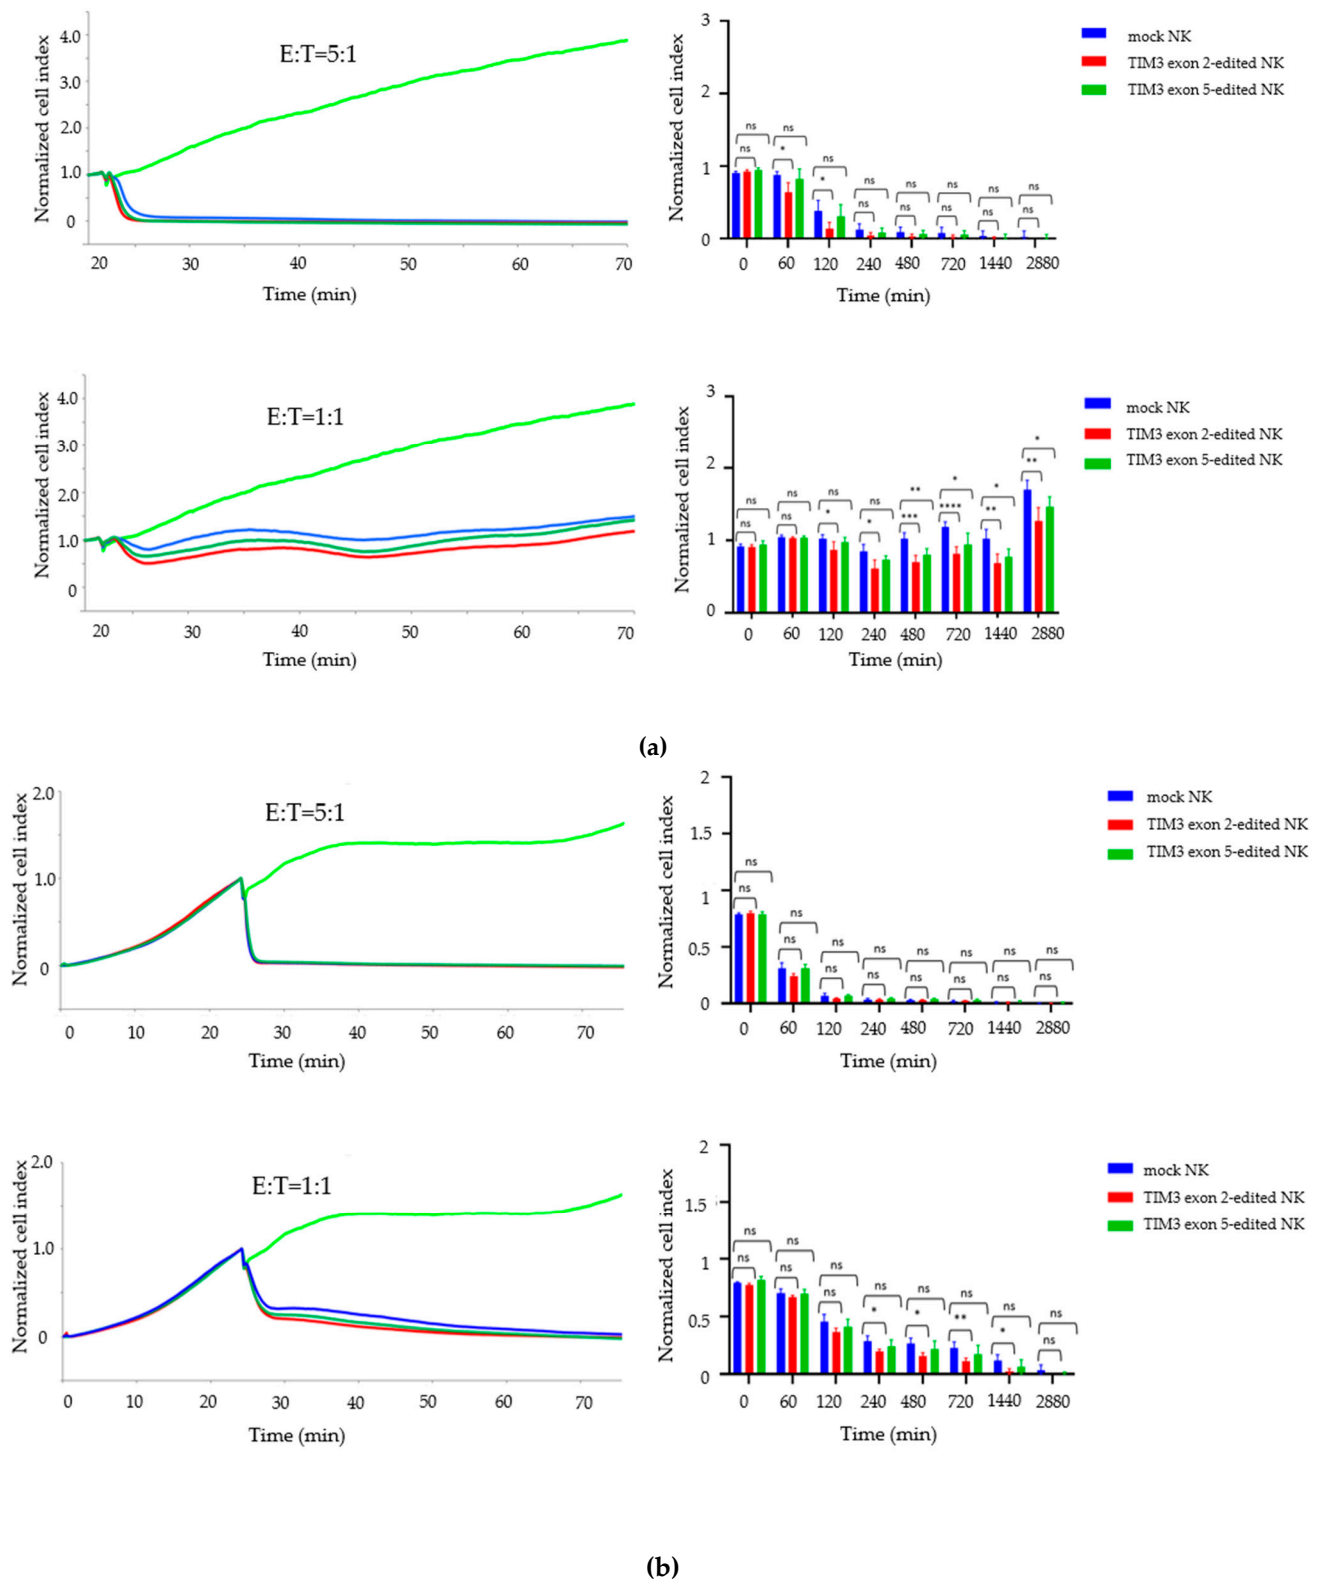 E:T=5:1
Normalized cell index
4.0
3.0
2.0
1.0
0
20 30 40 50 60 70
Time (min)
Normalized cell index
3
2
1
0
ns ns ns ns ns ns ns ns
ns * * ns ns ns ns ns
0 60 120 240 480 720 1440 2880
Time (min)
mock NK
TIM3 exon 2-edited NK
TIM3 exon 5-edited NK
E:T=1:1
Normalized cell index
4.0
3.0
2.0
1.0
0
20 30 40 50 60 70
Time (min)
Normalized cell index
3
2
1
0
ns ns ns ns ** * * *
ns ns * * *** **** ** **
0 60 120 240 480 720 1440 2880
Time (min)
mock NK
TIM3 exon 2-edited NK
TIM3 exon 5-edited NK
(a)
E:T=5:1
Normalized cell index
2.0
1.0
0
0 10 20 30 40 50 60 70
Time (min)
Normalized cell index
2
1.5
1
0.5
0
ns ns ns ns ns ns ns ns
ns ns ns ns ns ns ns ns
0 60 120 240 480 720 1440 2880
Time (min)
mock NK
TIM3 exon 2-edited NK
TIM3 exon 5-edited NK
E:T=1:1
Normalized cell index
2.0
1.0
0
0 10 20 30 40 50 60 70
Time (min)
Normalized cell index
2
1.5
1
0.5
0
ns ns ns ns ns ns ns ns
ns ns ns * * ** * ns
0 60 120 240 480 720 1440 2880
Time (min)
mock NK
TIM3 exon 2-edited NK
TIM3 exon 5-edited NK
(b)